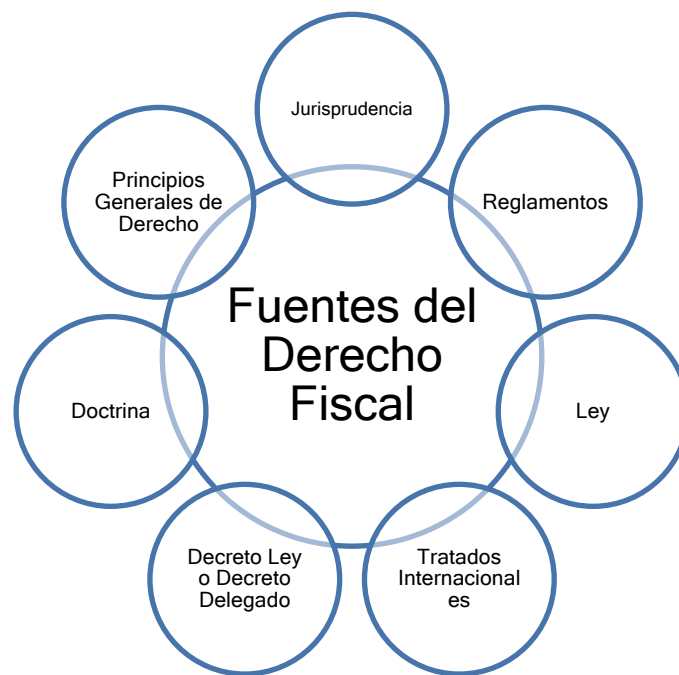 Jurisprudencia
Principios
Generales de
Derecho
Reglamentos
Fuentes del
Derecho
Fiscal
Doctrina
Ley
Decreto Ley
o Decreto
Delegado
Tratados
Internacional
es